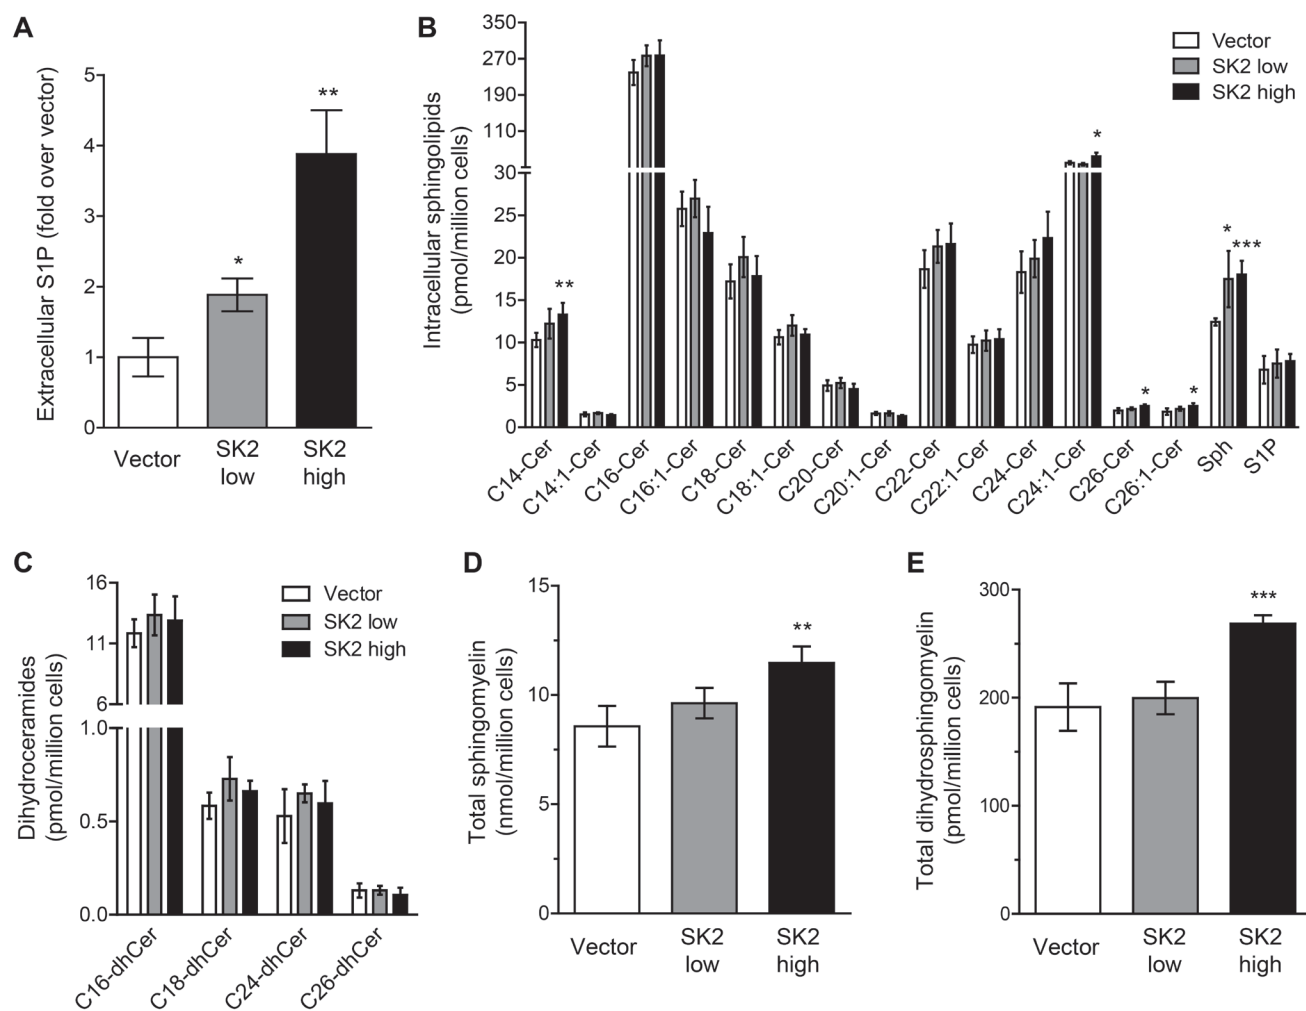 A
Extracellular S1P (fold over vector)
5
4
3
2
1
0
*
**
Vector
SK2 low
SK2 high
B
Intracellular sphingolipids
(pmol/million cells)
350
270
190
110
30
25
20
15
10
5
0
Vector
SK2 low
SK2 high
**
*
*
*
*
***
C14-Cer
C14:1-Cer
C16-Cer
C16:1-Cer
C18-Cer
C18:1-Cer
C20-Cer
C20:1-Cer
C22-Cer
C22:1-Cer
C24-Cer
C24:1-Cer
C26-Cer
C26:1-Cer
Sph
S1P
C
Dihydroceramides
(pmol/million cells)
16
11
6
1.0
0.5
0.0
Vector
SK2 low
SK2 high
C16-dhCer
C18-dhCer
C24-dhCer
C26-dhCer
D
Total sphingomyelin
(nmol/million cells)
15
10
5
0
**
Vector
SK2
low
SK2
high
E
Total dihydrosphingomyelin
(pmol/million cells)
300
200
100
0
***
Vector
SK2
low
SK2
high